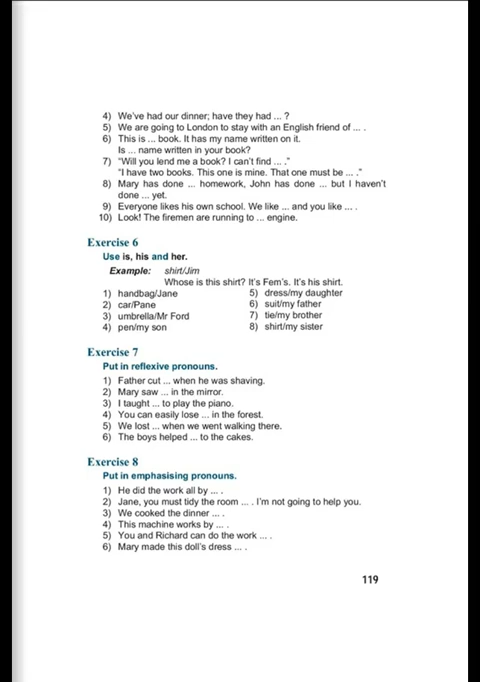 4) We've had our dinner; have they had ... ?
5) We are going to London to stay with an English friend of ... .
6) This is ... book. It has my name written on it.
Is ... name written in your book?
7) "Will you lend me a book? I can't find ... ."
"I have two books. This one is mine. That one must be ... ."
8) Mary has done ... homework, John has done ... but I haven't
done ... yet.
9) Everyone likes his own school. We like ... and you like ... .
10) Look! The firemen are running to ... engine.
Exercise 6
Use is, his and her.
Example: shirt/Jim
Whose is this shirt? It's Fem's. It's his shirt.
1) handbag/Jane
2) car/Pane
3) umbrella/Mr Ford
4) pen/my son
5) dress/my daughter
6) suit/my father
7) tie/my brother
8) shirt/my sister
Exercise 7
Put in reflexive pronouns.
1) Father cut ... when he was shaving.
2) Mary saw ... in the mirror.
3) I taught ... to play the piano.
4) You can easily lose ... in the forest.
5) We lost ... when we went walking there.
6) The boys helped ... to the cakes.
Exercise 8
Put in emphasising pronouns.
1) He did the work all by ... .
2) Jane, you must tidy the room ... . I'm not going to help you.
3) We cooked the dinner ... .
4) This machine works by ... .
5) You and Richard can do the work ... .
6) Mary made this doll's dress ... .
119